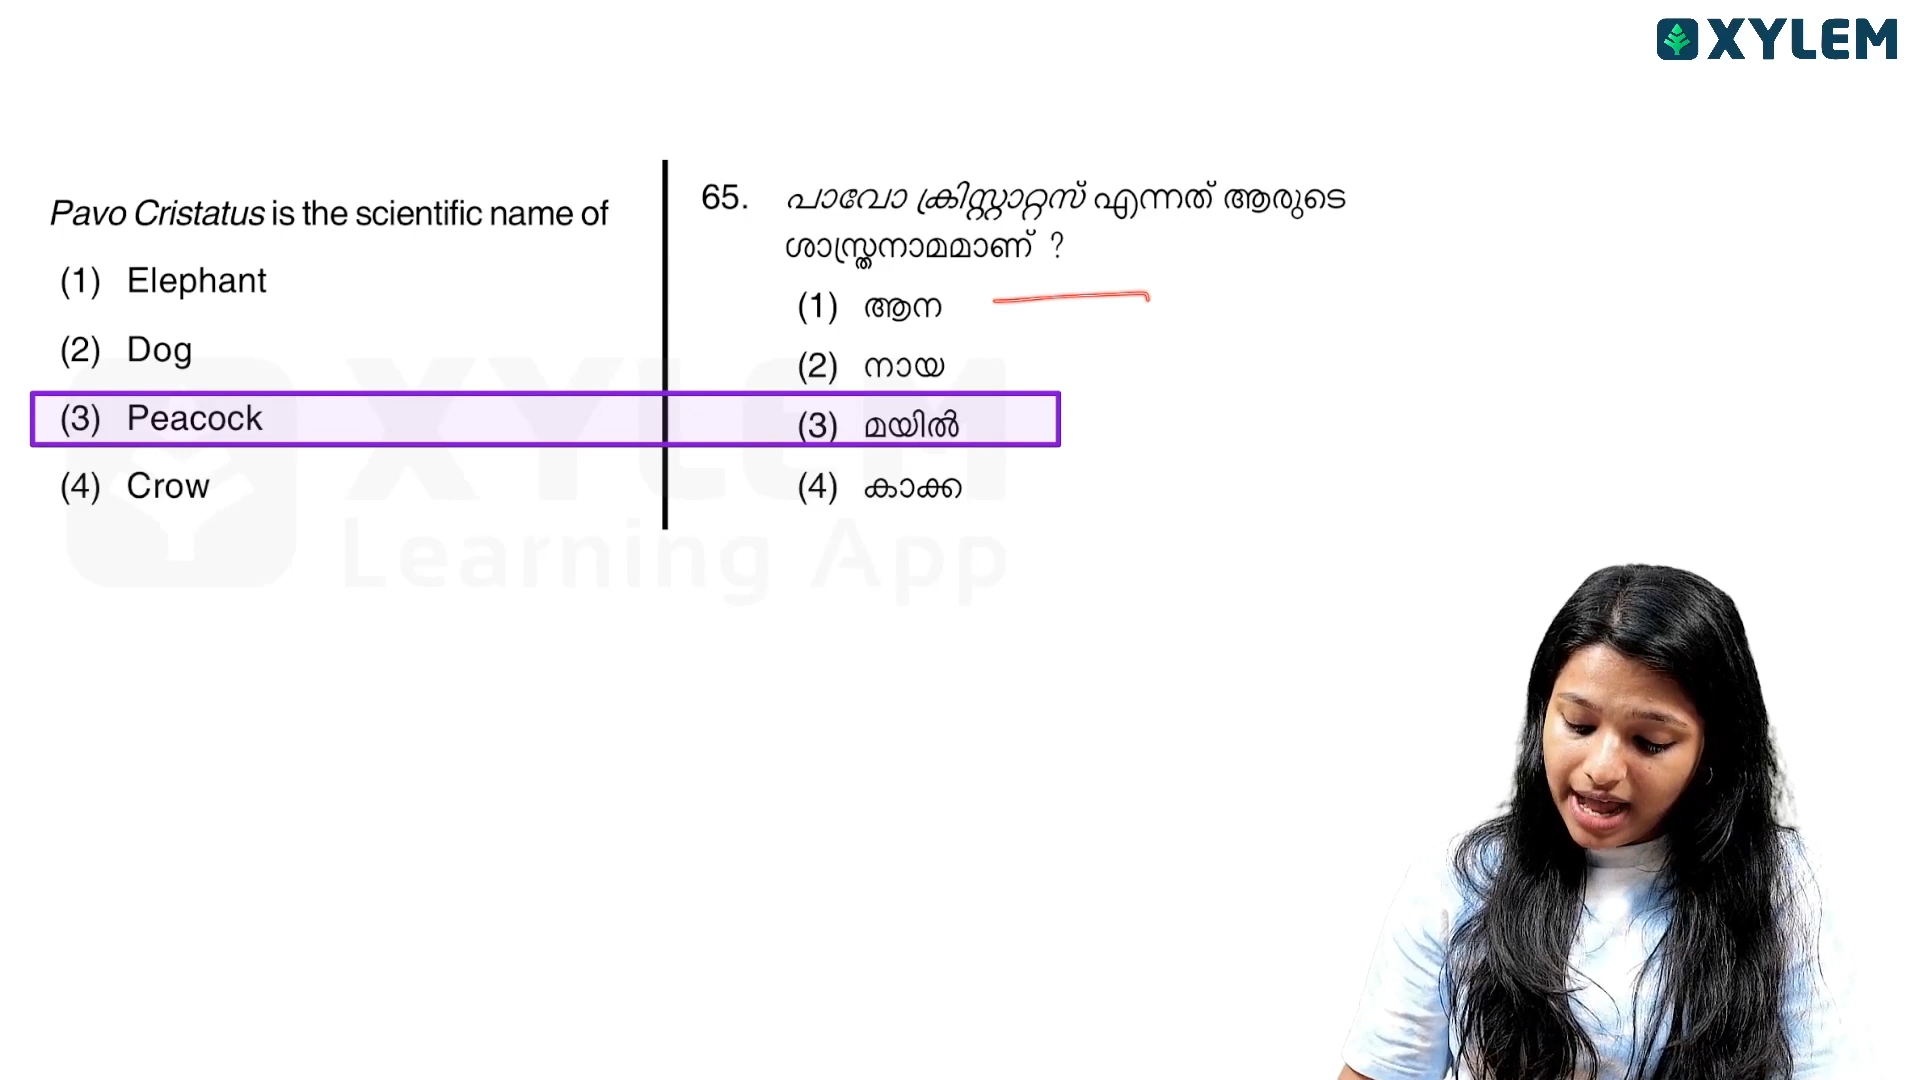 XYLEM
Pavo Cristatus is the scientific name of
(1) Elephant
(2) Dog
(3) Peacock
(4) Crow
65. പാവോ ക്രിസ്റ്റാറ്റസ് എന്നത് ആരുടെ
ശാസ്ത്രനാമമാണ് ?
(1) ആന
(2) നായ
(3) മയിൽ
(4) കാക്ക
XYLEM
Learning App